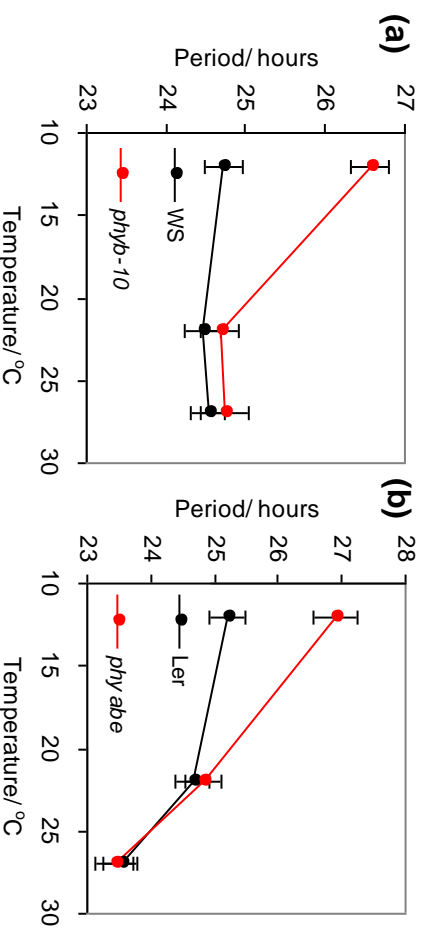 (a)
Period/ hours
27
26
25
24
23
10
15
20
25
30
Temperature/ °C
WS
phyb-10
(b)
Period/ hours
28
27
26
25
24
23
10
15
20
25
30
Temperature/ °C
Ler
phy abe